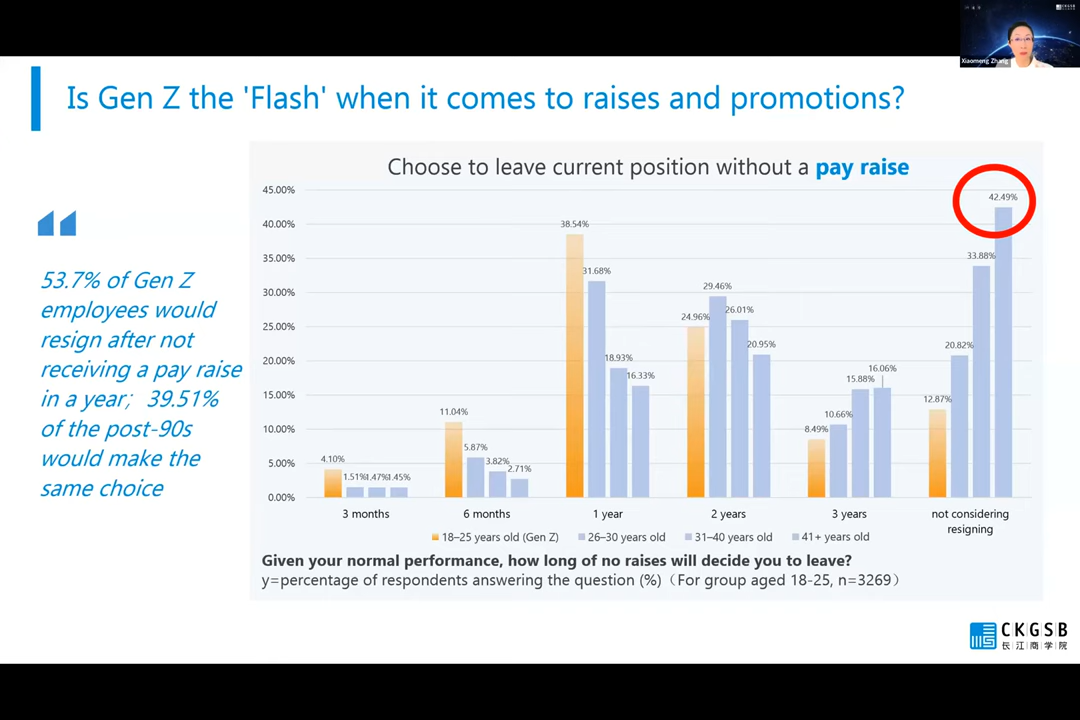 CKGSB
Xiaomeng Zhang
Is Gen Z the 'Flash' when it comes to raises and promotions?
53.7% of Gen Z
employees would
resign after not
receiving a pay raise
in a year; 39.51%
of the post-90s
would make the
same choice
Choose to leave current position without a pay raise
45.00%
40.00%
35.00%
30.00%
25.00%
20.00%
15.00%
10.00%
5.00%
0.00%
4.10%
1.51%
1.47%
1.45%
11.04%
5.87%
3.82%
2.71%
38.54%
31.68%
18.93%
16.33%
24.96%
29.46%
26.01%
20.95%
8.49%
10.66%
15.88%
16.06%
12.87%
20.82%
33.88%
42.49%
3 months
6 months
1 year
2 years
3 years
not considering
resigning
18–25 years old (Gen Z) 26–30 years old 31–40 years old 41+ years old
Given your normal performance, how long of no raises will decide you to leave?
y=percentage of respondents answering the question (%)（For group aged 18-25, n=3269）
CKGSB
长江商学院